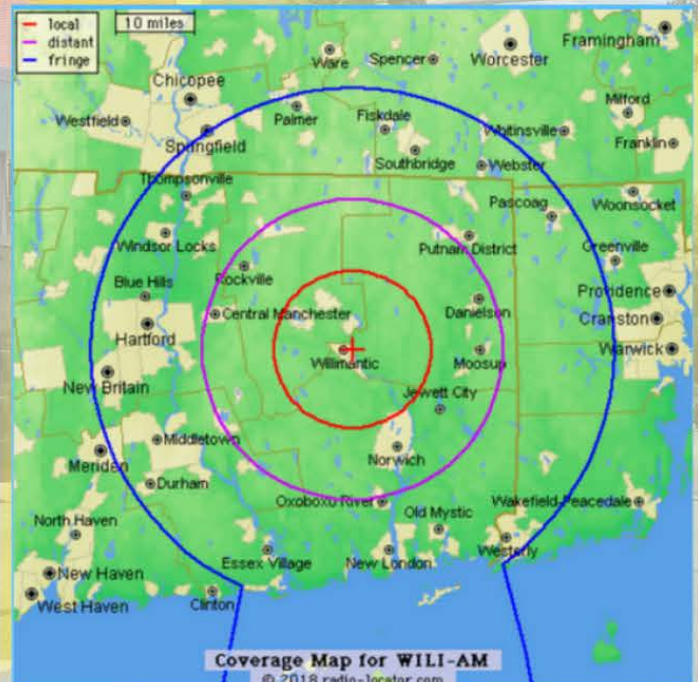 local
distant
fringe
10 miles
Framingham
Ware
Spencer
Worcester
Chicopee
Milford
Palmer
Fiskdale
Westfield
Whitinsville
Franklin
Springfield
Southbridge
Webster
Thompsonville
Pascoag
Woonsocket
Windsor Locks
Putnam District
Greenville
Rockville
Blue Hills
Providence
Central Manchester
Danielson
Cranston
Hartford
Warwick
Willimantic
Moosup
New Britain
Jewett City
Middletown
Meriden
Norwich
Durham
Oxoboxo River
Wakefield-Peacedale
Old Mystic
North Haven
Westerly
Essex Village
New London
New Haven
Clinton
West Haven
Coverage Map for WILI-AM
© 2018 radio-locator.com